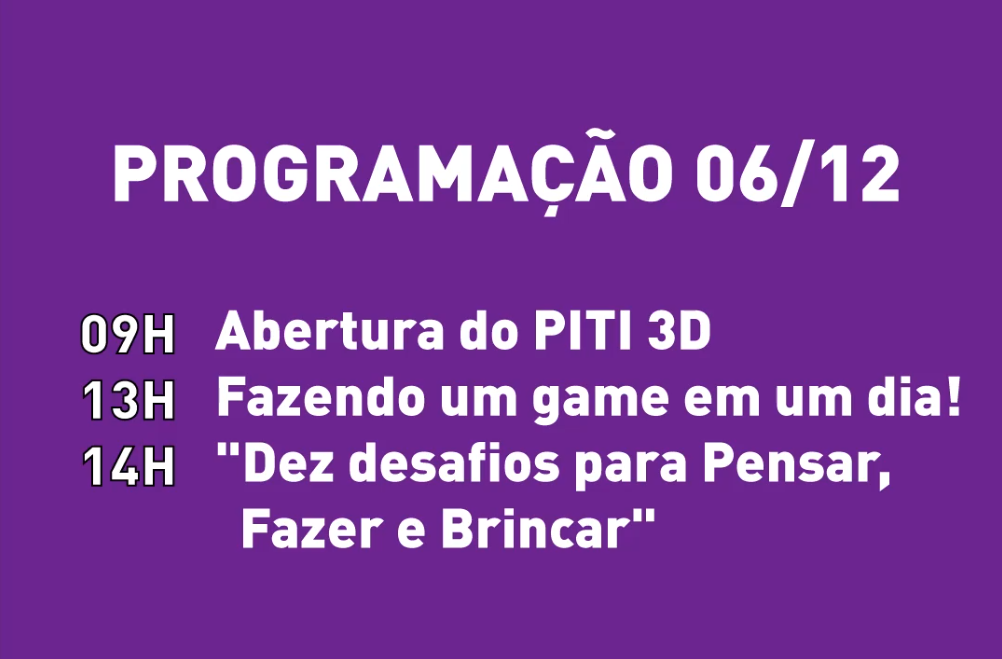 PROGRAMAÇÃO 06/12
09H Abertura do PITI 3D
13H Fazendo um game em um dia!
14H "Dez desafios para Pensar,
Fazer e Brincar"